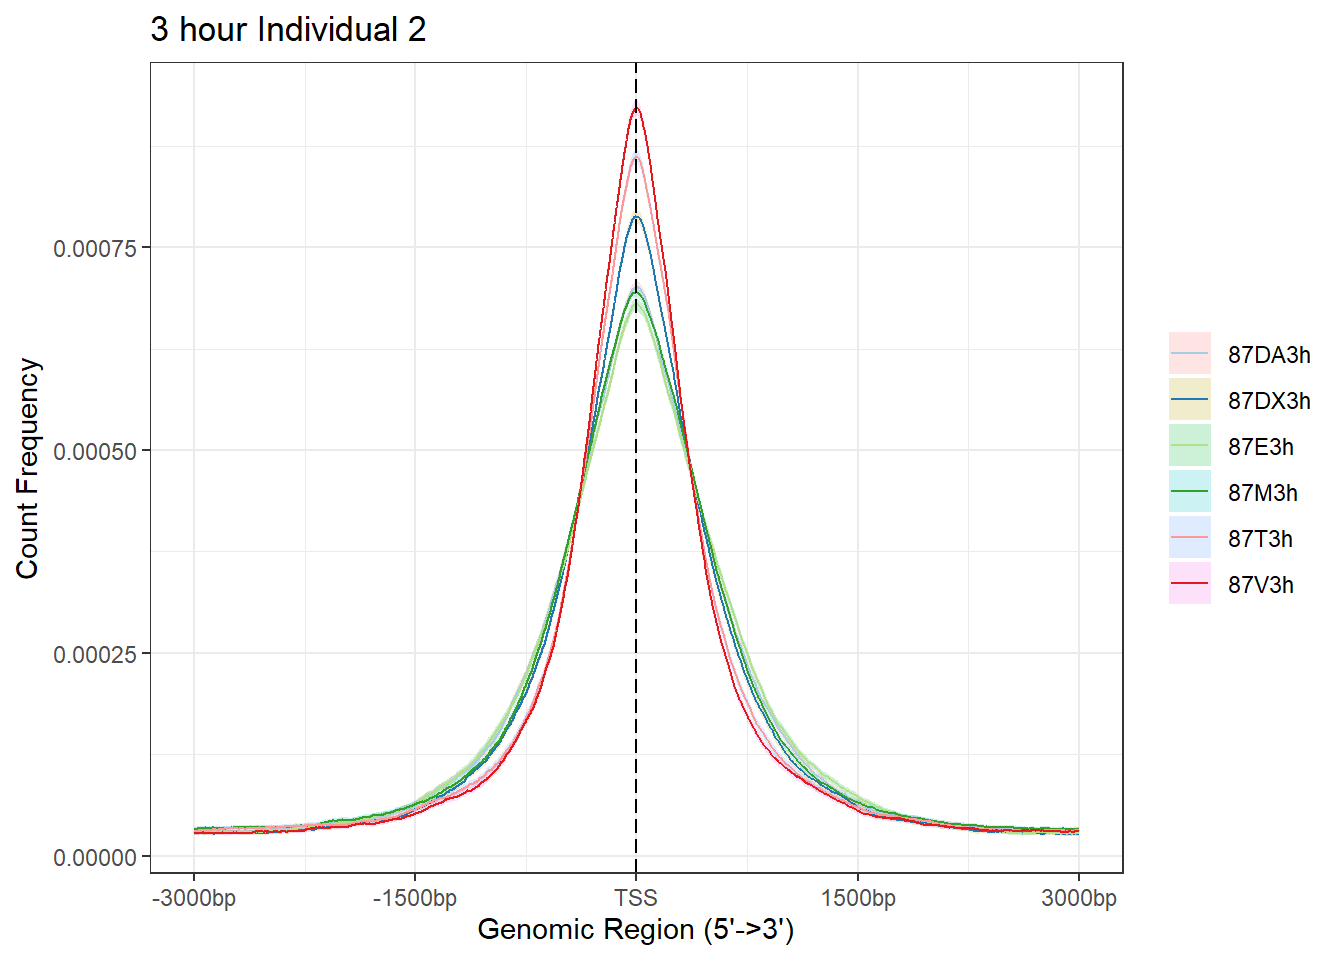 3 hour Individual 2
Count Frequency
0.00075
0.00050
0.00025
0.00000
-3000bp
-1500bp
TSS
1500bp
3000bp
Genomic Region (5'->3')
87DA3h
87DX3h
87E3h
87M3h
87T3h
87V3h